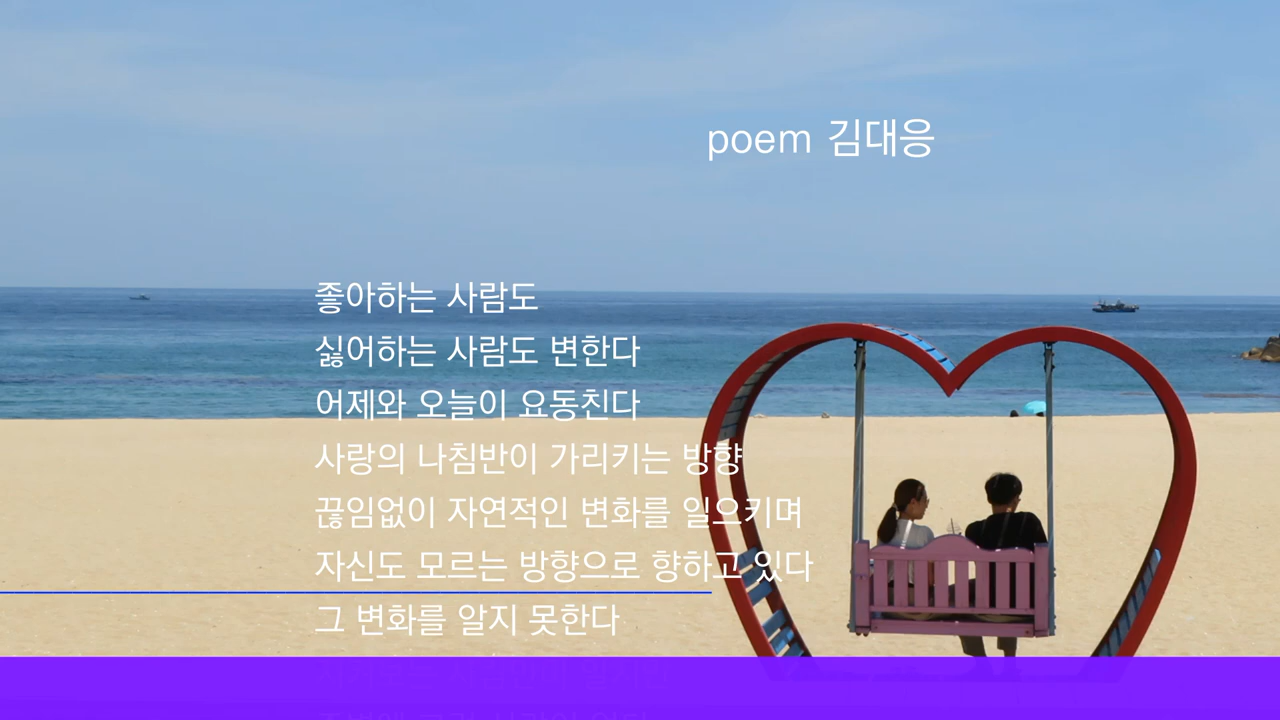 poem 김대응
좋아하는 사람도
싫어하는 사람도 변한다
어제와 오늘이 요동친다
사랑의 나침반이 가리키는 방향
끊임없이 자연적인 변화를 일으키며
자신도 모르는 방향으로 향하고 있다
그 변화를 알지 못한다